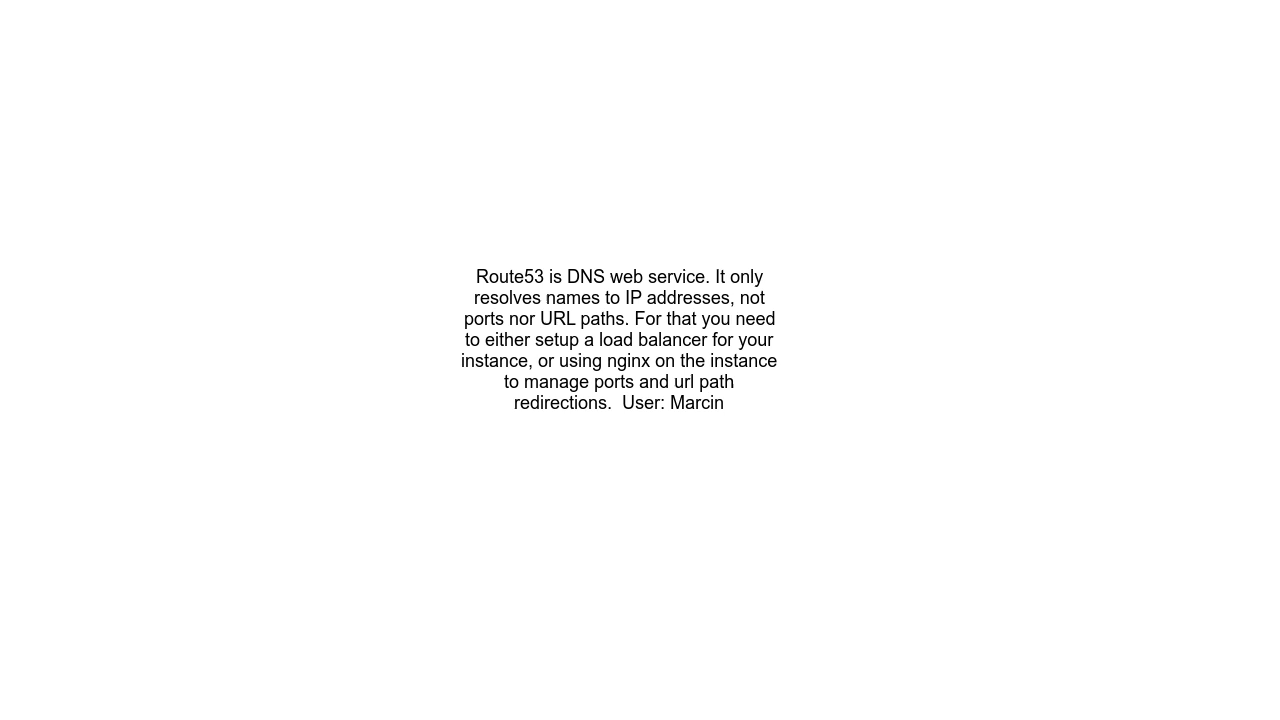 Route53 is DNS web service. It only
resolves names to IP addresses, not
ports nor URL paths. For that you need
to either setup a load balancer for your
instance, or using nginx on the instance
to manage ports and url path
redirections.  User: Marcin